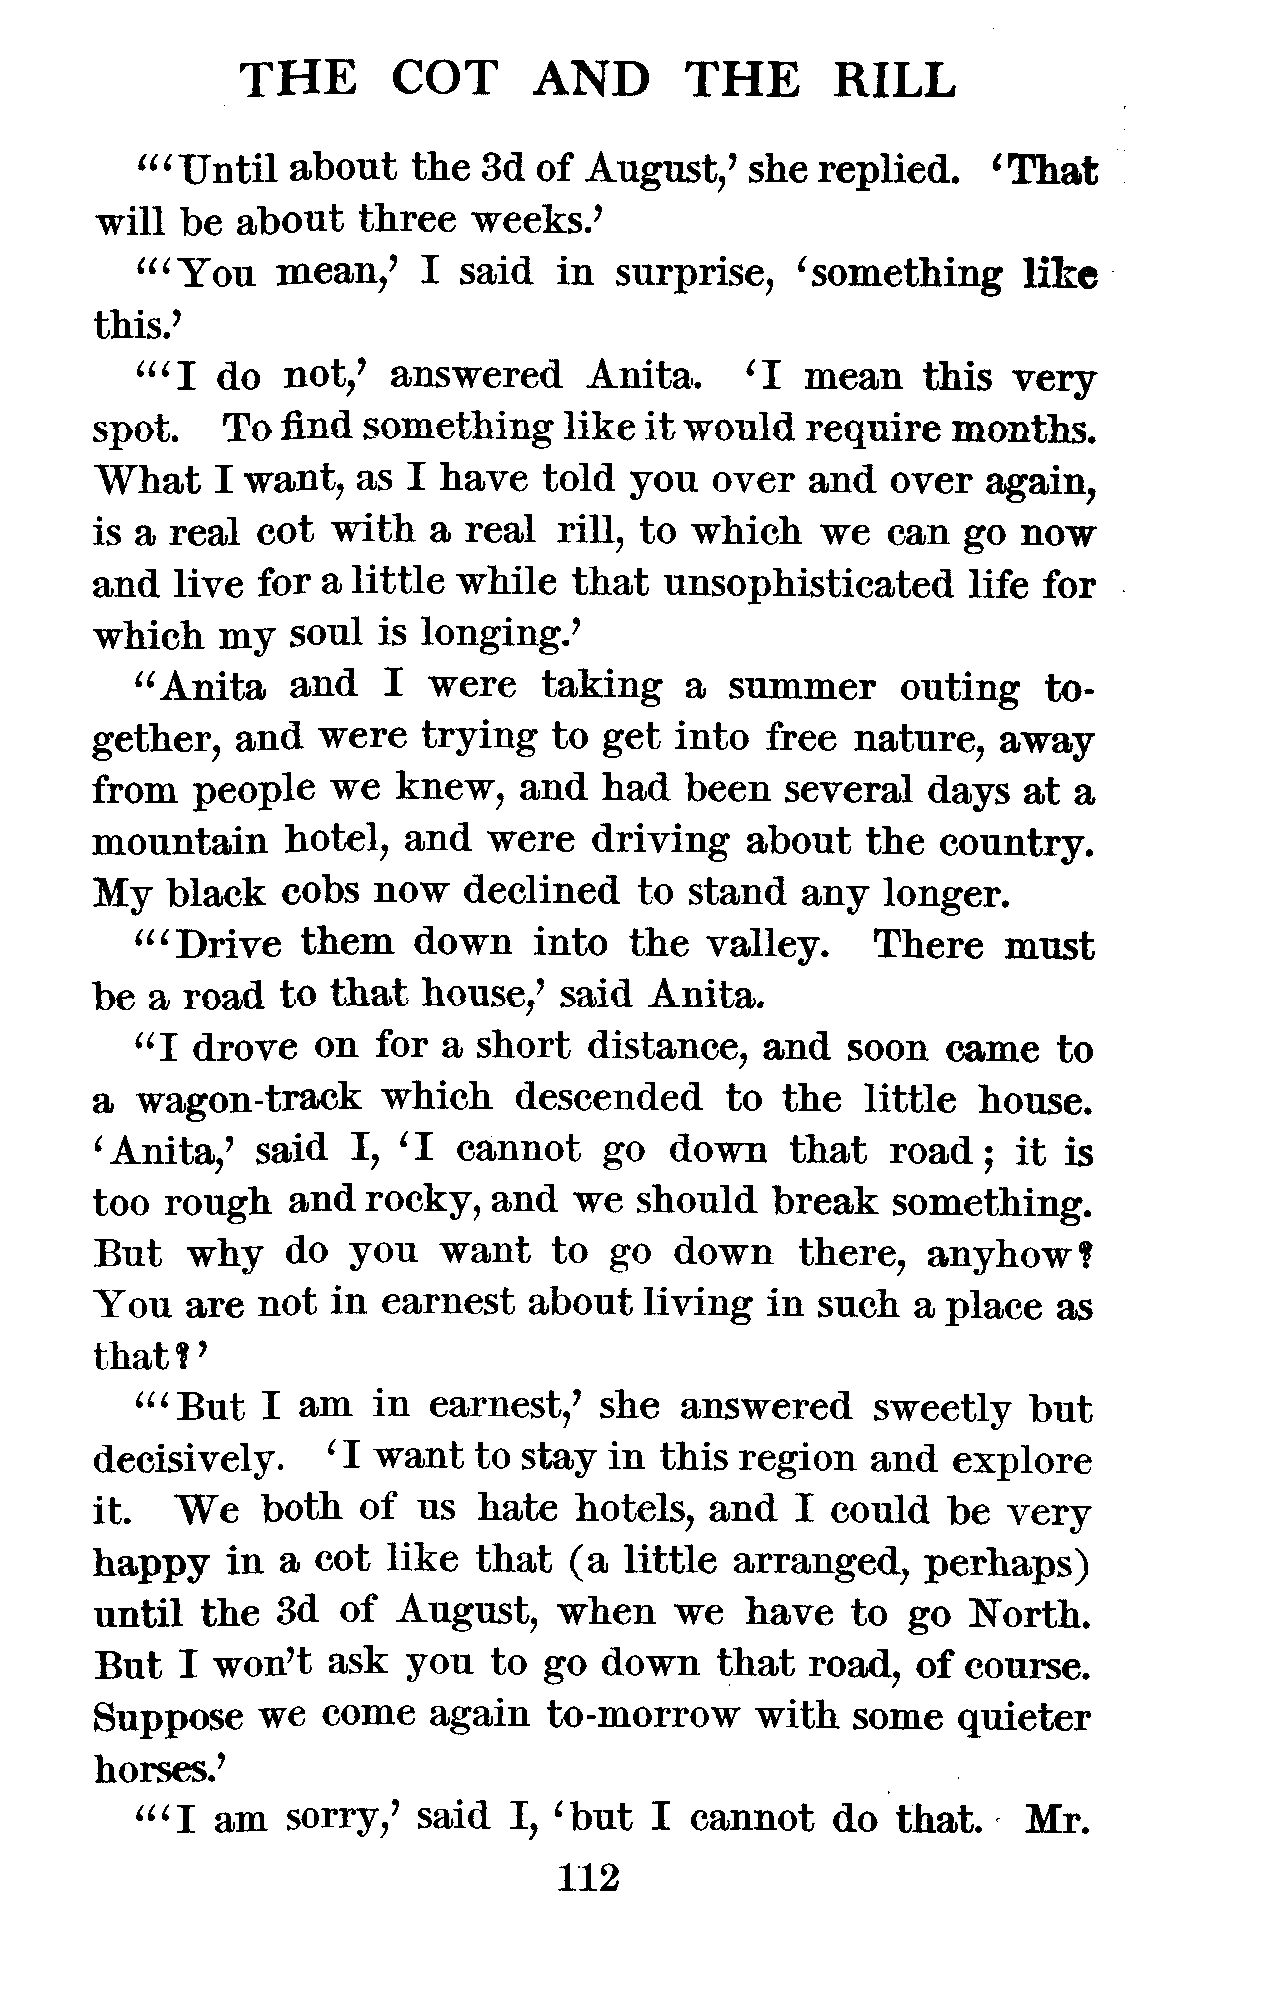 THE COT AND THE RILL
"'Until about the 3d of August,' she replied. 'That
will be about three weeks.'
"'You mean,' I said in surprise, 'something like
this.'
"'I do not,' answered Anita. 'I mean this very
spot. To find something like it would require months.
What I want, as I have told you over and over again,
is a real cot with a real rill, to which we can go now
and live for a little while that unsophisticated life for
which my soul is longing.'
"Anita and I were taking a summer outing to-
gether, and were trying to get into free nature, away
from people we knew, and had been several days at a
mountain hotel, and were driving about the country.
My black cobs now declined to stand any longer.
"'Drive them down into the valley. There must
be a road to that house,' said Anita.
"I drove on for a short distance, and soon came to
a wagon-track which descended to the little house.
'Anita,' said I, 'I cannot go down that road; it is
too rough and rocky, and we should break something.
But why do you want to go down there, anyhow?
You are not in earnest about living in such a place as
that?'
"'But I am in earnest,' she answered sweetly but
decisively. 'I want to stay in this region and explore
it. We both of us hate hotels, and I could be very
happy in a cot like that (a little arranged, perhaps)
until the 3d of August, when we have to go North.
But I won't ask you to go down that road, of course.
Suppose we come again to-morrow with some quieter
horses.'
"'I am sorry,' said I, 'but I cannot do that. Mr.
112